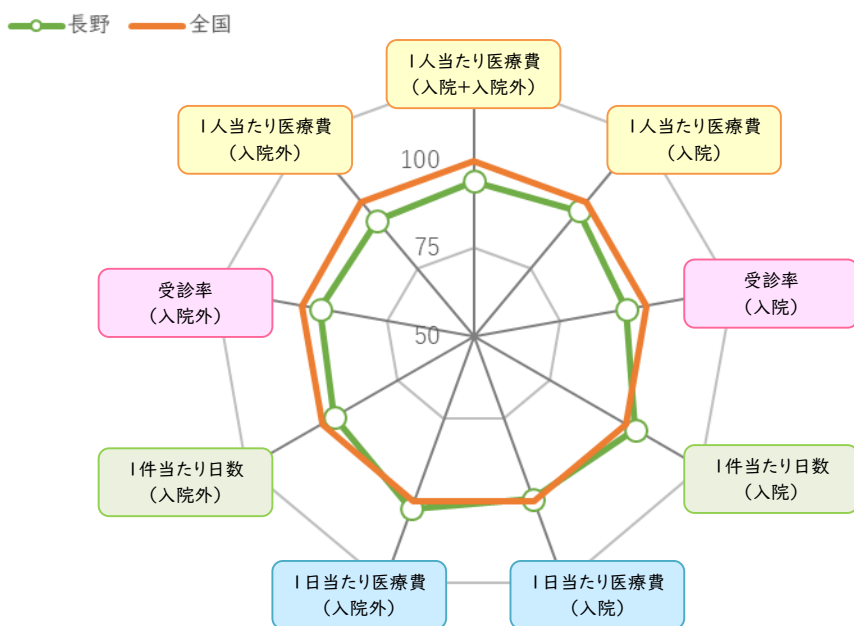 長野 全国
1人当たり医療費
(入院+入院外)
1人当たり医療費
(入院外)
1人当たり医療費
(入院)
100
75
50
受診率
(入院外)
受診率
(入院)
1件当たり日数
(入院外)
1件当たり日数
(入院)
1日当たり医療費
(入院外)
1日当たり医療費
(入院)